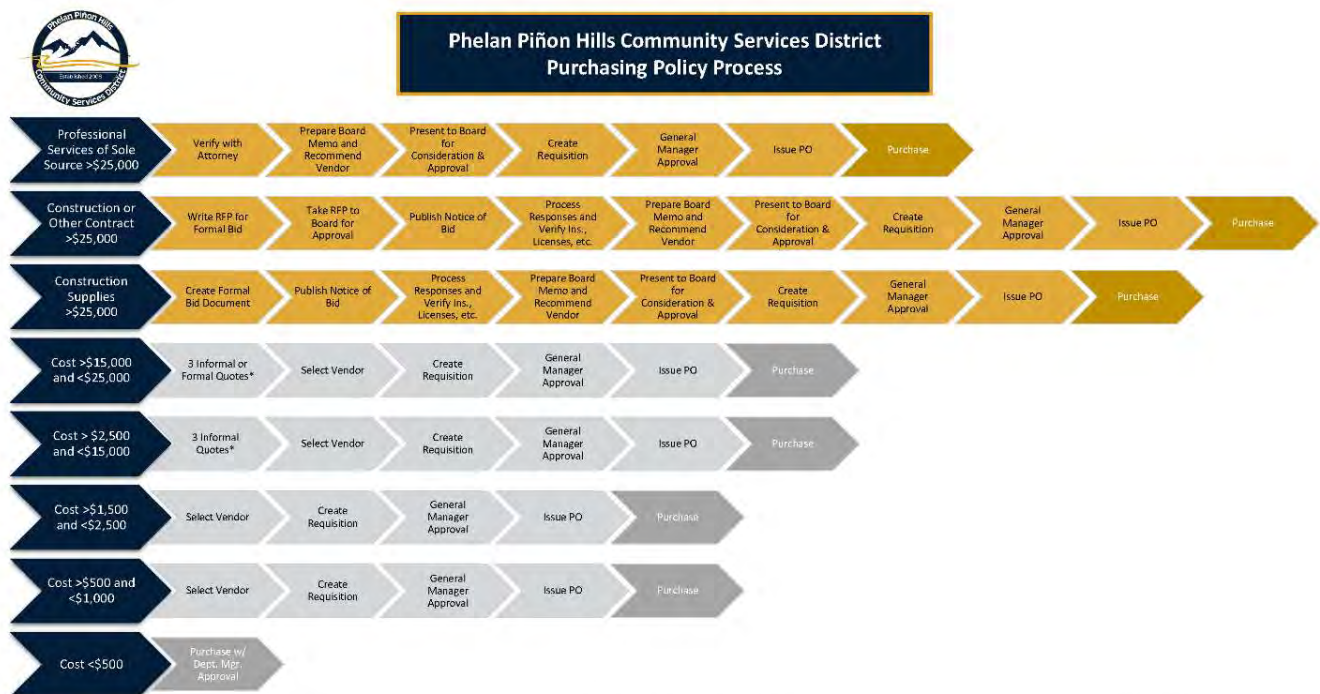 Phelan Piñon Hills
Established 2008
Community Services District
Phelan Piñon Hills Community Services District
Purchasing Policy Process
Professional
Services of Sole
Source >$25,000
Verify with
Attorney
Prepare Board
Memo and
Recommend
Vendor
Present to Board
for
Consideration &
Approval
Create
Requisition
General
Manager
Approval
Issue PO
Purchase
Construction or
Other Contract
>$25,000
Write RFP for
Formal Bid
Take RFP to
Board for
Approval
Publish Notice of
Bid
Process
Responses and
Verify Ins.,
Licenses, etc.
Prepare Board
Memo and
Recommend
Vendor
Present to Board
for
Consideration &
Approval
Create
Requisition
General
Manager
Approval
Issue PO
Purchase
Construction
Supplies
>$25,000
Create Formal
Bid Document
Publish Notice of
Bid
Process
Responses and
Verify Ins.,
Licenses, etc.
Prepare Board
Memo and
Recommend
Vendor
Present to Board
for
Consideration &
Approval
Create
Requisition
General
Manager
Approval
Issue PO
Purchase
Cost >$15,000
and <$25,000
3 Informal or
Formal Quotes*
Select Vendor
Create
Requisition
General
Manager
Approval
Issue PO
Purchase
Cost > $2,500
and <$15,000
3 Informal
Quotes*
Select Vendor
Create
Requisition
General
Manager
Approval
Issue PO
Purchase
Cost >$1,500
and <$2,500
Select Vendor
Create
Requisition
General
Manager
Approval
Issue PO
Purchase
Cost >$500 and
<$1,000
Select Vendor
Create
Requisition
General
Manager
Approval
Issue PO
Purchase
Cost <$500
Purchase w/
Dept. Mgr.
Approval